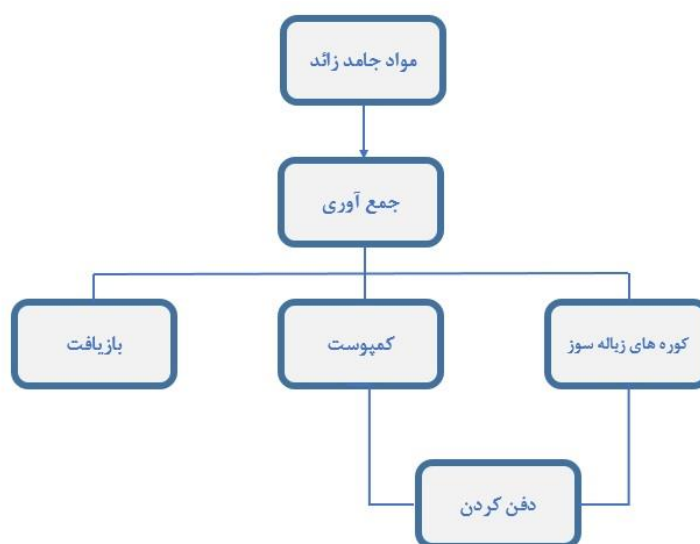 مواد جامد زائد
جمع آوری
کوره های زباله سوز
کمپوست
بازیافت
دفن کردن